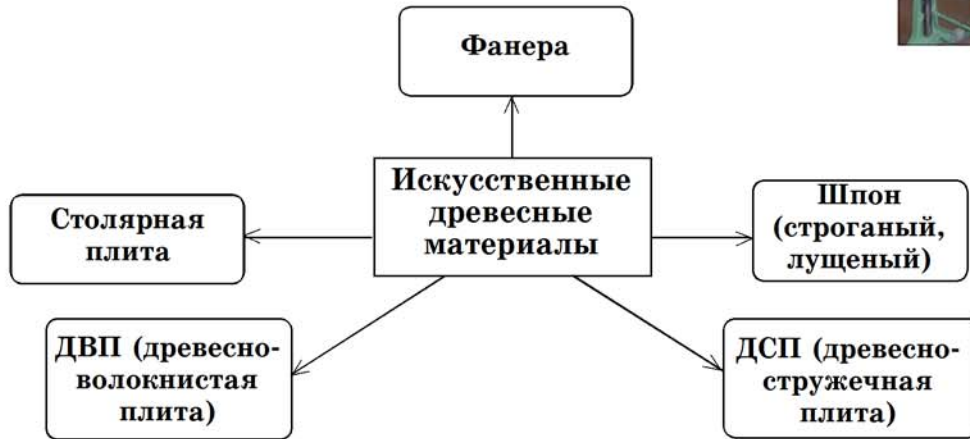 Фанера
Искусственные
древесные
материалы
Столярная
плита
Шпон
(строганый,
лущеный)
ДВП (древесно-
волокнистая
плита)
ДСП (древесно-
стружечная
плита)